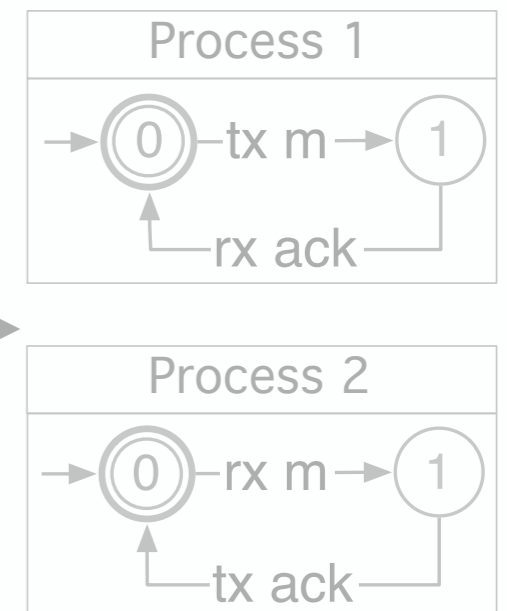 Process 1
0 tx m 1
rx ack
Process 2
0 rx m 1
tx ack